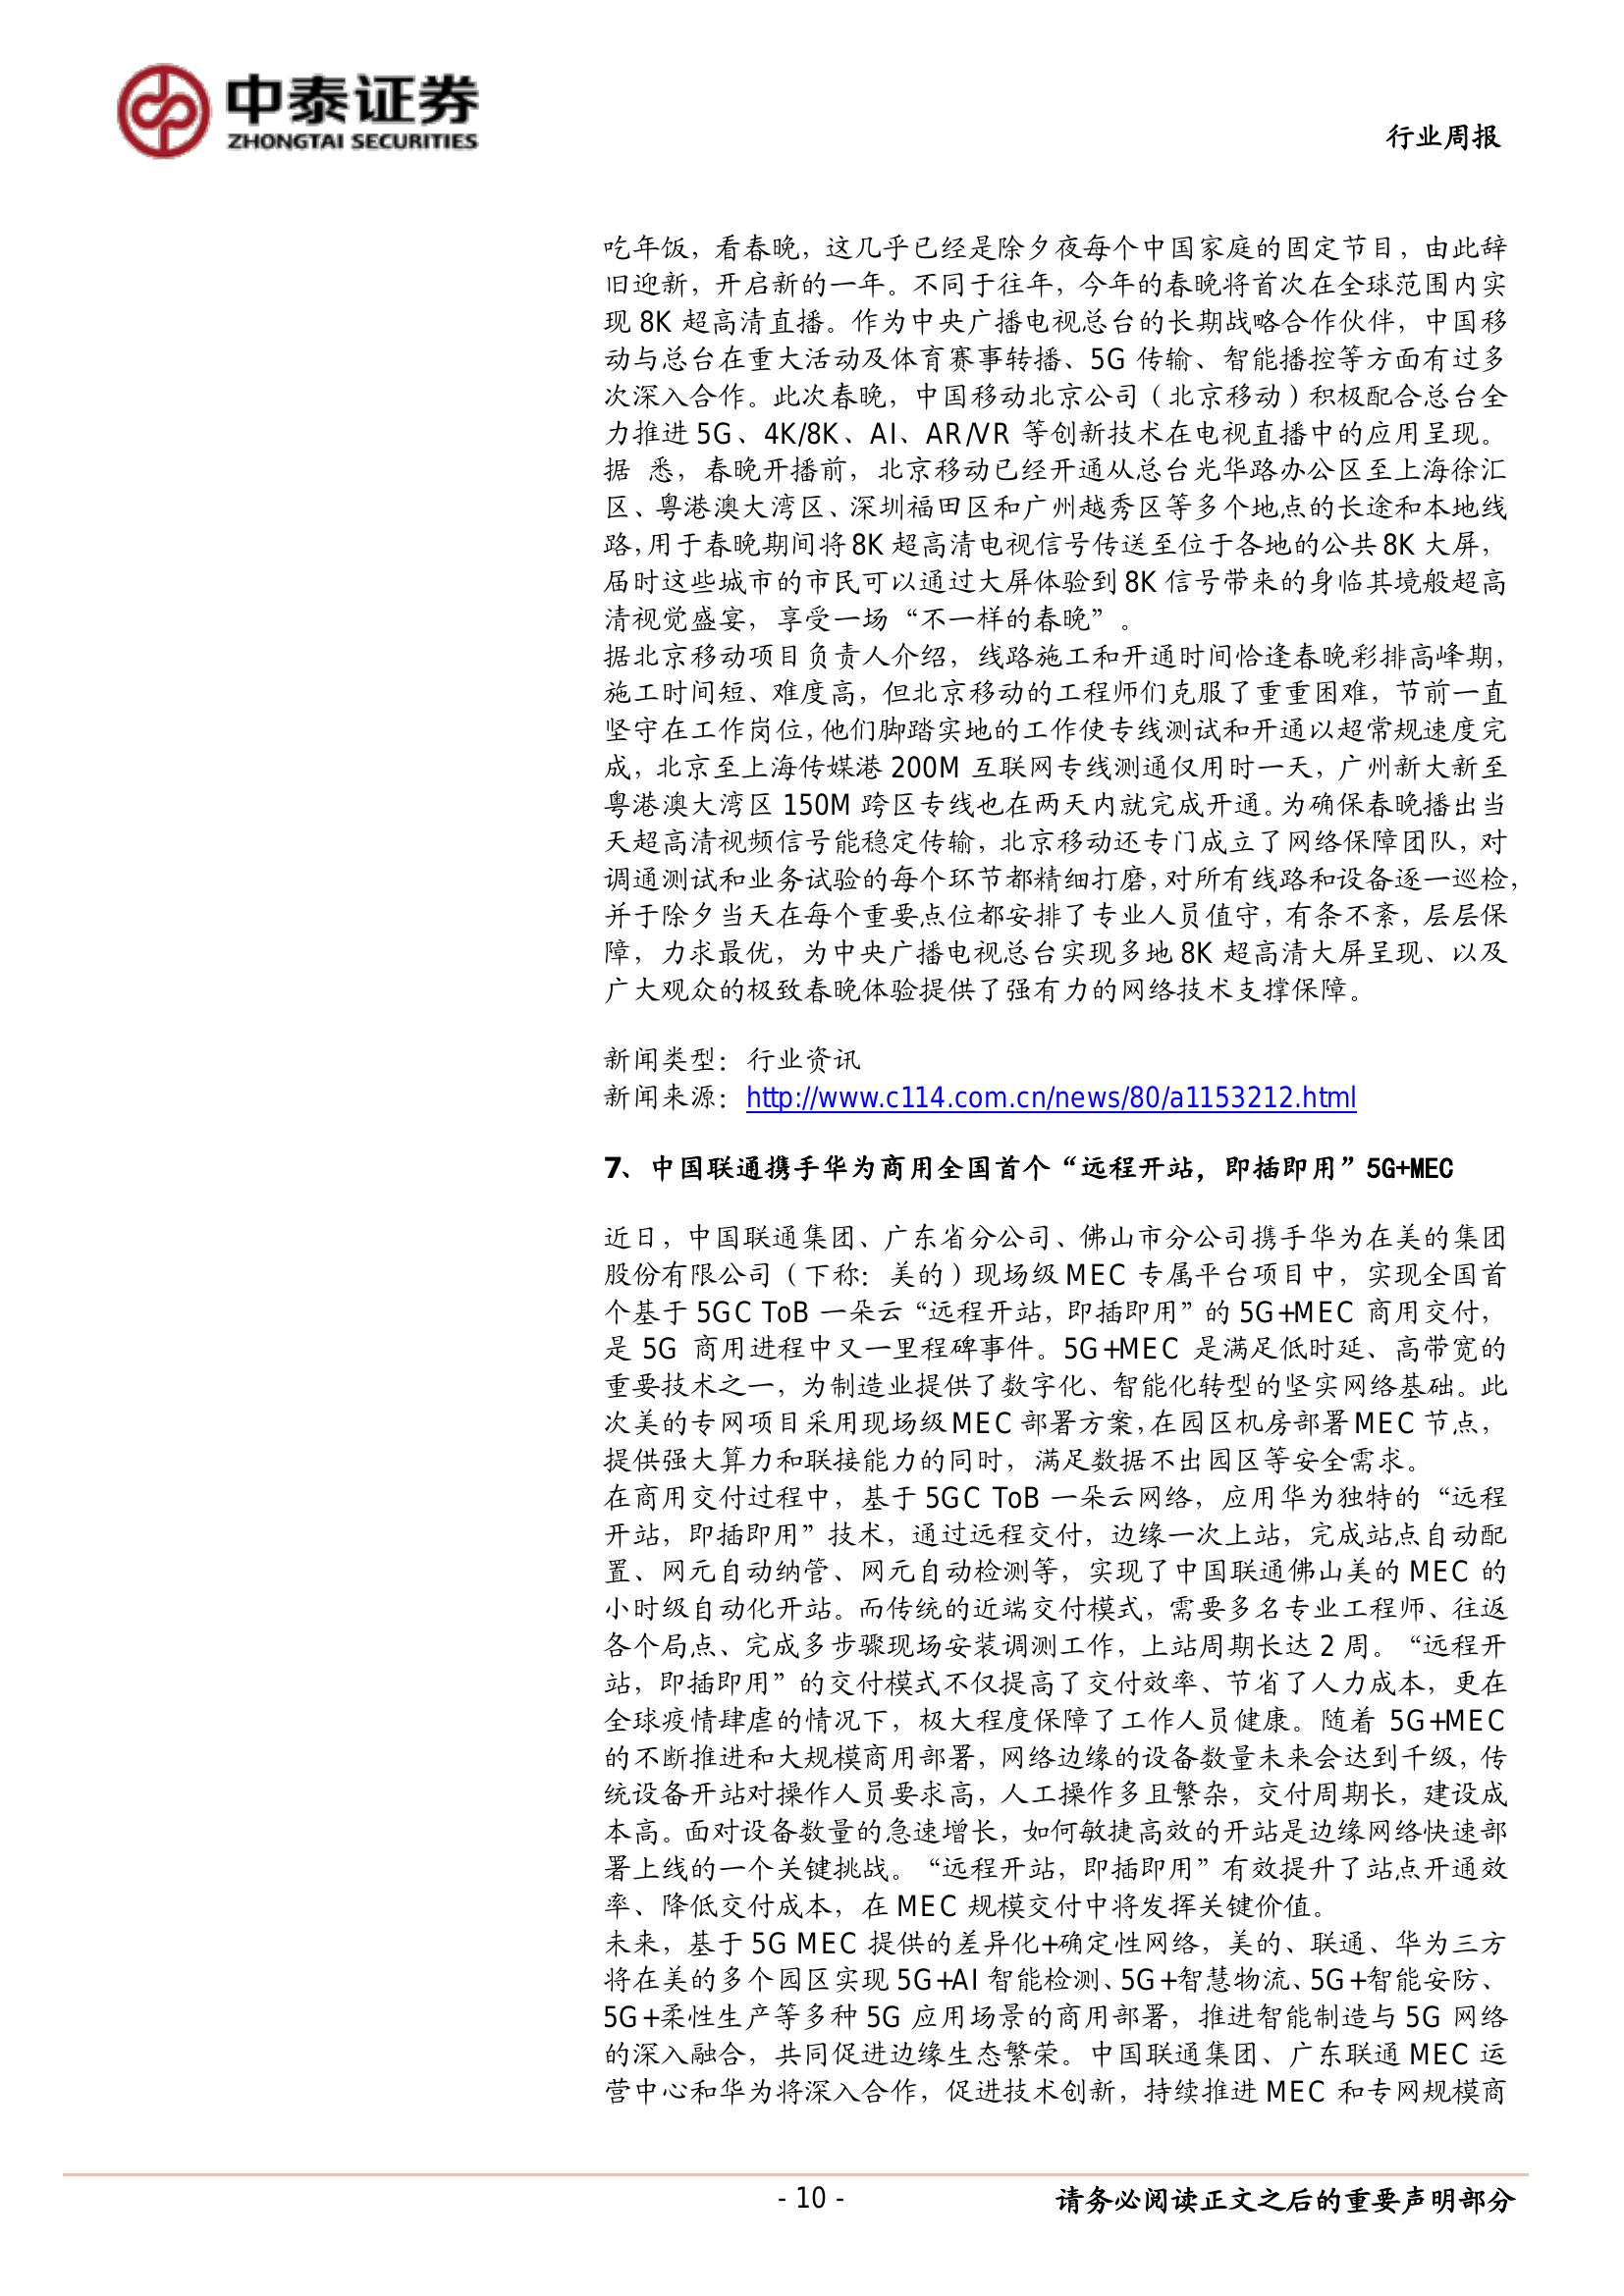 中泰证券
ZHONGTAI SECURITIES
行业周报
吃年饭，看春晚，这几乎已经是除夕夜每个中国家庭的固定节目，由此辞
旧迎新，开启新的一年。不同于往年，今年的春晚将首次在全球范围内实
现 8K 超高清直播。作为中央广播电视总台的长期战略合作伙伴，中国移
动与总台在重大活动及体育赛事转播、5G 传输、智能播控等方面有过多
次深入合作。此次春晚，中国移动北京公司（北京移动）积极配合总台全
力推进 5G、4K/8K、AI、AR/VR 等创新技术在电视直播中的应用呈现。
据 悉，春晚开播前，北京移动已经开通从总台光华路办公区至上海徐汇
区、粤港澳大湾区、深圳福田区和广州越秀区等多个地点的长途和本地线
路，用于春晚期间将 8K 超高清电视信号传送至位于各地的公共 8K 大屏，
届时这些城市的市民可以通过大屏体验到 8K 信号带来的身临其境般超高
清视觉盛宴，享受一场“不一样的春晚”。
据北京移动项目负责人介绍，线路施工和开通时间恰逢春晚彩排高峰期，
施工时间短、难度高，但北京移动的工程师们克服了重重困难，节前一直
坚守在工作岗位，他们脚踏实地的工作使专线测试和开通以超常规速度完
成，北京至上海传媒港 200M 互联网专线测通仅用时一天，广州新大新至
粤港澳大湾区 150M 跨区专线也在两天内就完成开通。为确保春晚播出当
天超高清视频信号能稳定传输，北京移动还专门成立了网络保障团队，对
调通测试和业务试验的每个环节都精细打磨，对所有线路和设备逐一巡检，
并于除夕当天在每个重要点位都安排了专业人员值守，有条不紊，层层保
障，力求最优，为中央广播电视总台实现多地 8K 超高清大屏呈现、以及
广大观众的极致春晚体验提供了强有力的网络技术支撑保障。
新闻类型：行业资讯
新闻来源：http://www.c114.com.cn/news/80/a1153212.html
7、中国联通携手华为商用全国首个“远程开站，即插即用”5G+MEC
近日，中国联通集团、广东省分公司、佛山市分公司携手华为在美的集团
股份有限公司（下称：美的）现场级 MEC 专属平台项目中，实现全国首
个基于 5GC ToB 一朵云“远程开站，即插即用”的 5G+MEC 商用交付，
是 5G 商用进程中又一里程碑事件。5G+MEC 是满足低时延、高带宽的
重要技术之一，为制造业提供了数字化、智能化转型的坚实网络基础。此
次美的专网项目采用现场级 MEC 部署方案，在园区机房部署 MEC 节点，
提供强大算力和联接能力的同时，满足数据不出园区等安全需求。
在商用交付过程中，基于 5GC ToB 一朵云网络，应用华为独特的“远程
开站，即插即用”技术，通过远程交付，边缘一次上站，完成站点自动配
置、网元自动纳管、网元自动检测等，实现了中国联通佛山美的 MEC 的
小时级自动化开站。而传统的近端交付模式，需要多名专业工程师、往返
各个局点、完成多步骤现场安装调测工作，上站周期长达 2 周。“远程开
站，即插即用”的交付模式不仅提高了交付效率、节省了人力成本，更在
全球疫情肆虐的情况下，极大程度保障了工作人员健康。随着 5G+MEC
的不断推进和大规模商用部署，网络边缘的设备数量未来会达到千级，传
统设备开站对操作人员要求高，人工操作多且繁杂，交付周期长，建设成
本高。面对设备数量的急速增长，如何敏捷高效的开站是边缘网络快速部
署上线的一个关键挑战。“远程开站，即插即用”有效提升了站点开通效
率、降低交付成本，在 MEC 规模交付中将发挥关键价值。
未来，基于 5G MEC 提供的差异化+确定性网络，美的、联通、华为三方
将在美的多个园区实现 5G+AI 智能检测、5G+智慧物流、5G+智能安防、
5G+柔性生产等多种 5G 应用场景的商用部署，推进智能制造与 5G 网络
的深入融合，共同促进边缘生态繁荣。中国联通集团、广东联通 MEC 运
营中心和华为将深入合作，促进技术创新，持续推进 MEC 和专网规模商
- 10 -
请务必阅读正文之后的重要声明部分